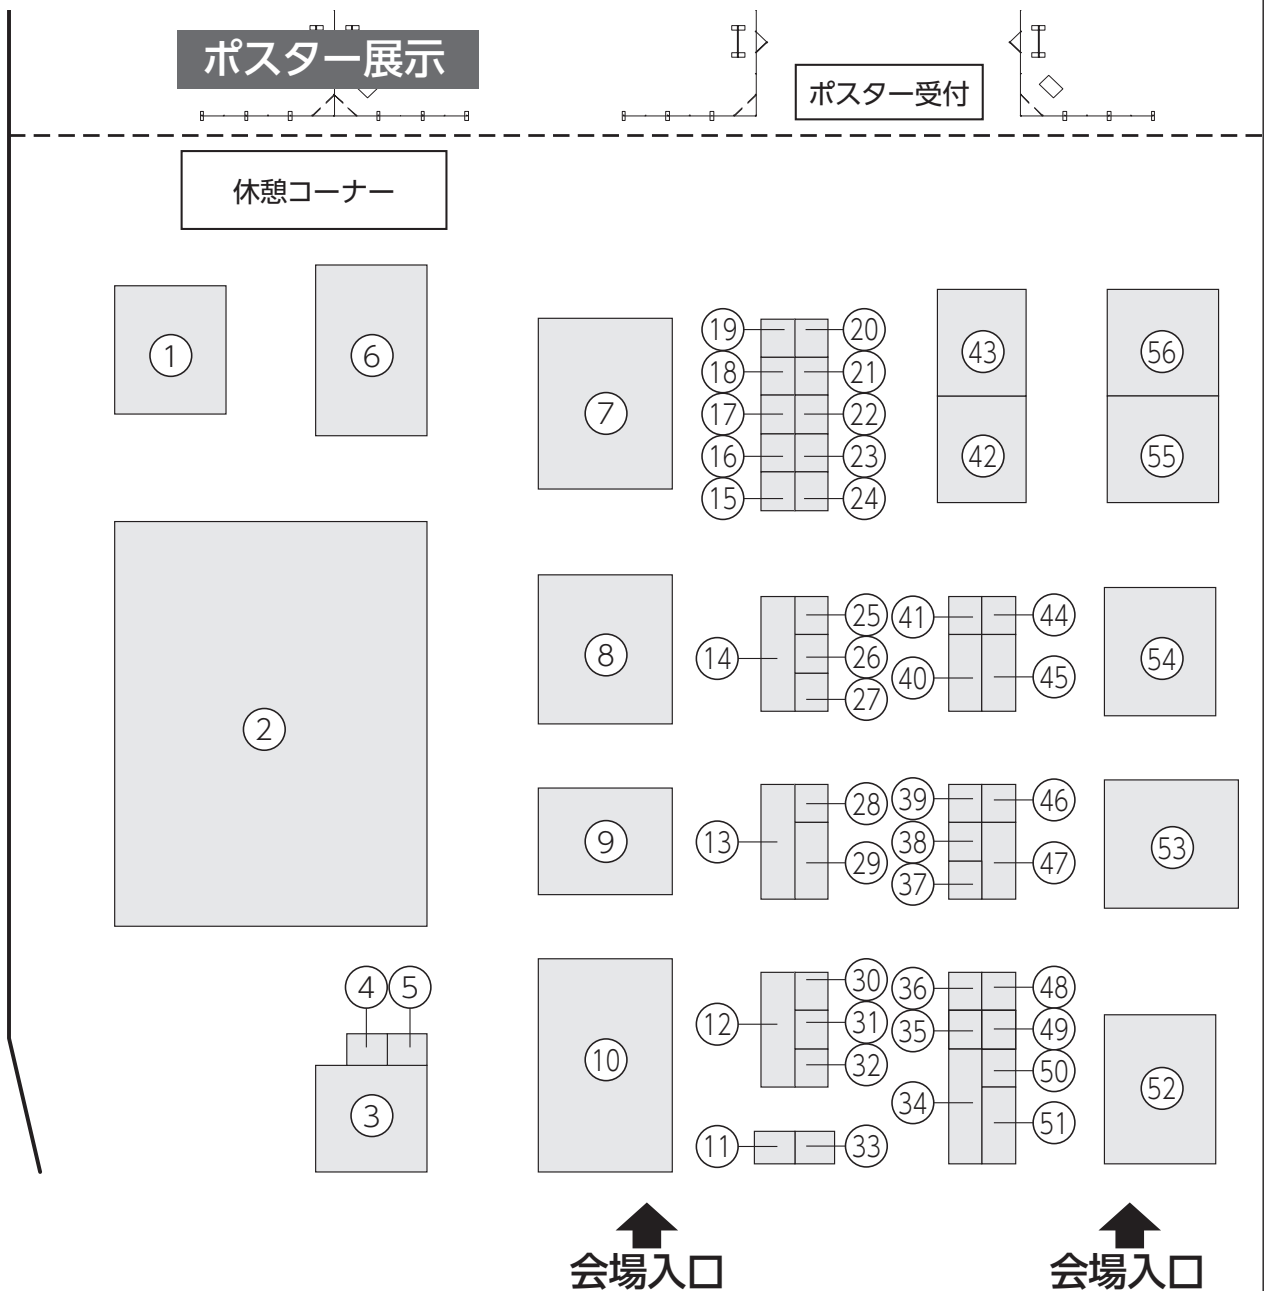 ポスター展示
ポスター受付
休憩コーナー
① ⑥
⑦
⑲ ⑳
⑱ ㉑
⑰ ㉒
⑯ ㉓
⑮ ㉔
㊸ 56
㊷ 55
②
⑧
⑭
㉕ ㊶ ㊹
㉖
㉗ ㊵ ㊺
54
⑨
⑬
㉘ ㊴ ㊻
㊳
㉙ ㊲ ㊼
53
④ ⑤
③
⑩
⑫
㉚ ㊱ ㊽
㉛ ㉟ ㊾
㉜ ㊿
㉞ 51
⑪ ㉝
52
会場入口 会場入口